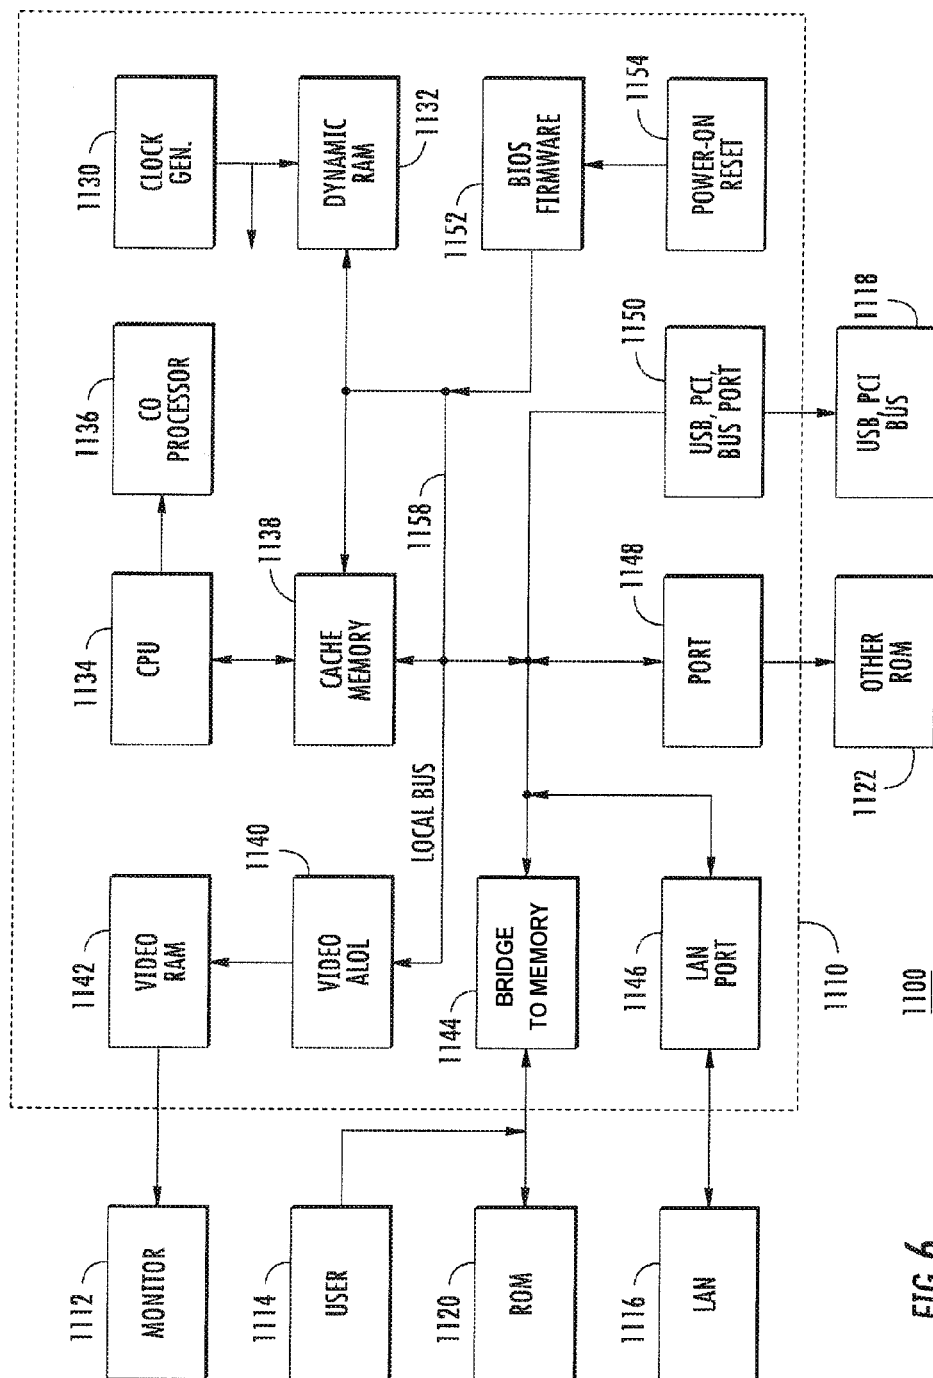 1112
MONITOR
1142
VIDEO
RAM
1134
CPU
1136
CO
PROCESSOR
1130
CLOCK
GEN.
1114
USER
1140
VIDEO
ALOL
1138
CACHE
MEMORY
DYNAMIC
RAM
1132
LOCAL BUS
1158
1120
ROM
1144
BRIDGE
TO MEMORY
1152
BIOS
FIRMWARE
1116
LAN
1146
LAN
PORT
1148
PORT
1150
USB, PCI,
BUS PORT
1154
POWER-ON
RESET
1110
1122
OTHER
ROM
USB, PCI
BUS
1118
1100
FIG. 6